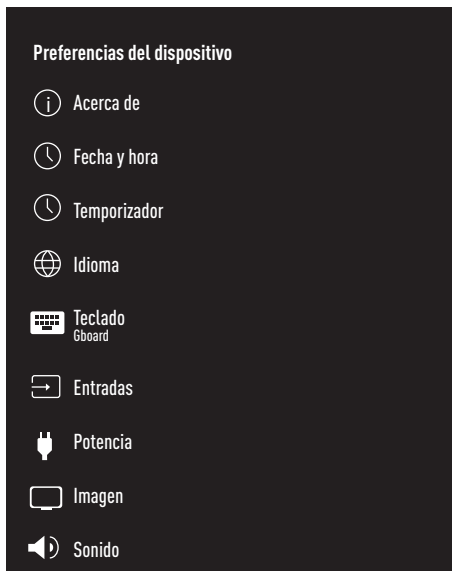 Preferencias del dispositivo
Acerca de
Fecha y hora
Temporizador
Idioma
Teclado
Gboard
Entradas
Potencia
Imagen
Sonido